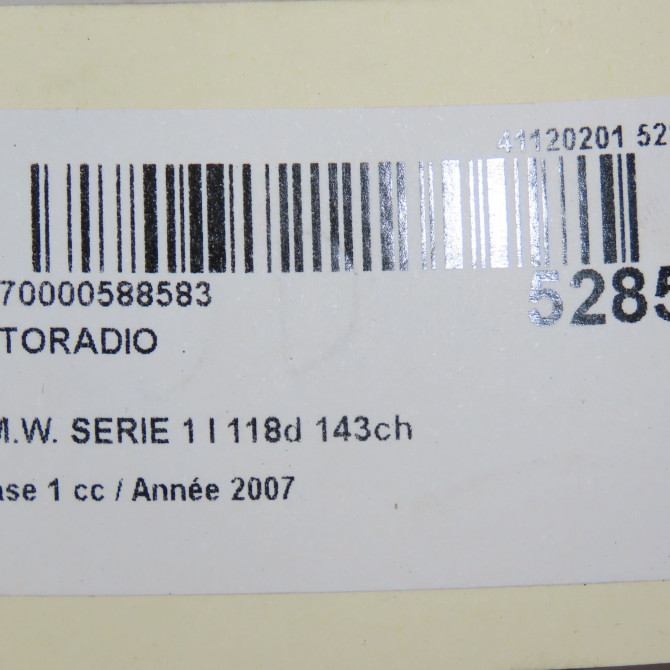 41120201 52
70000588583
5285
TORADIO
M.W. SERIE 1 I 118d 143ch
ase 1 cc / Année 2007